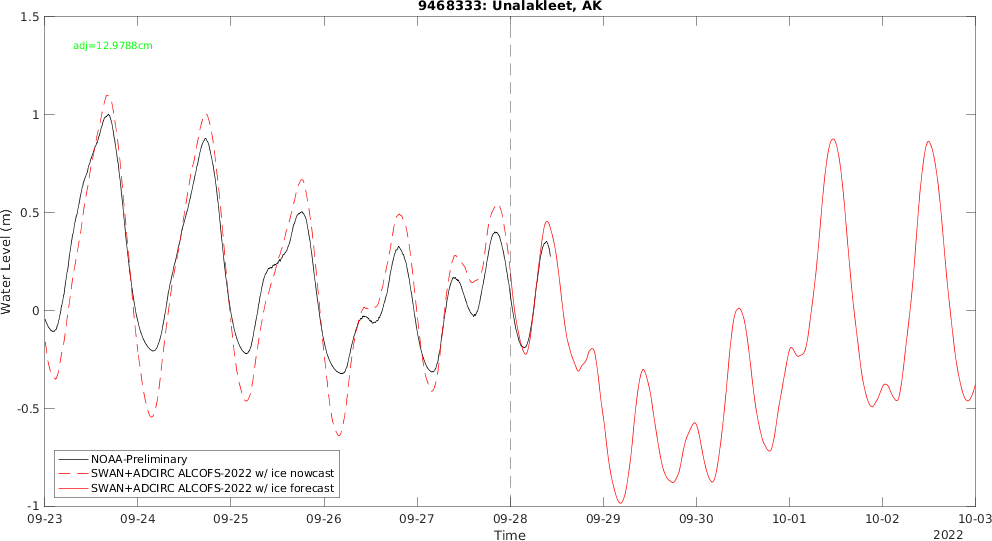 9468333: Unalakleet, AK
1.5
adj=12.9788cm
1
0.5
0
-0.5
-1
Water Level (m)
NOAA-Preliminary
SWAN+ADCIRC ALCOFS-2022 w/ ice nowcast
SWAN+ADCIRC ALCOFS-2022 w/ ice forecast
09-23 09-24 09-25 09-26 09-27 09-28 09-29 09-30 10-01 10-02 10-03
Time
2022